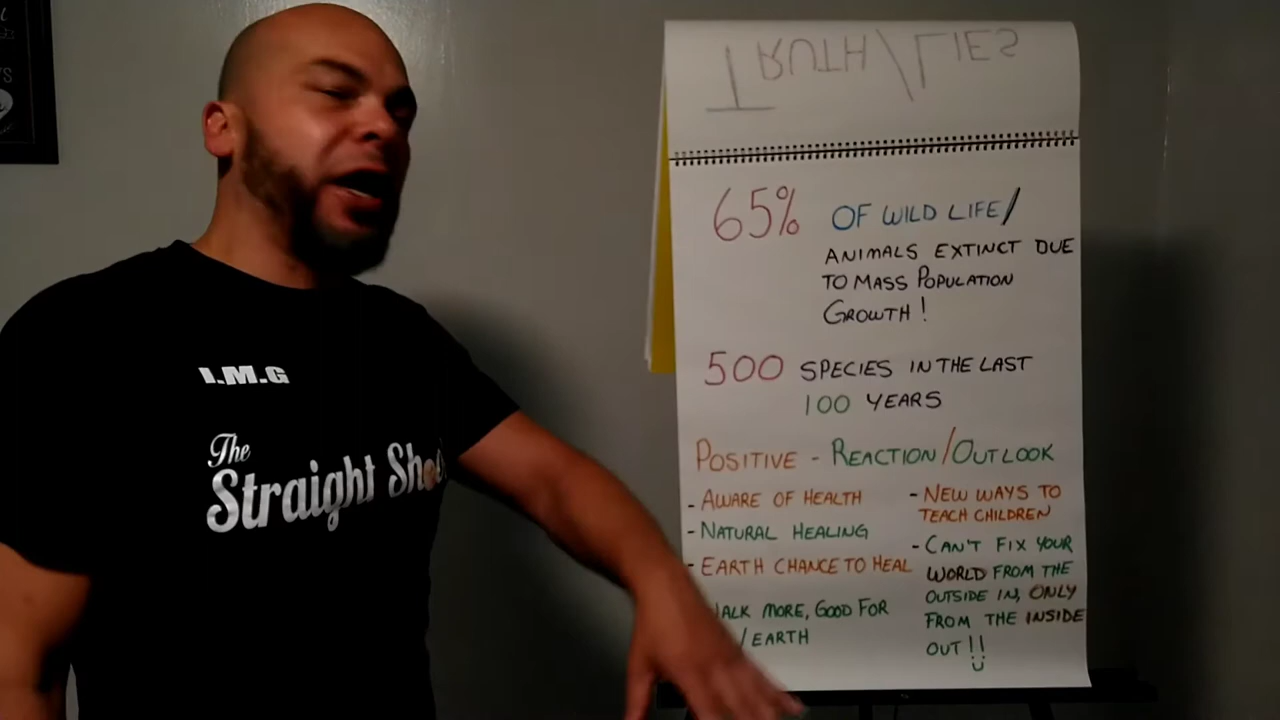 TRUTH/LIES
65% OF WILD LIFE/
ANIMALS EXTINCT DUE
TO MASS POPULATION
GROWTH!
500 SPECIES IN THE LAST
100 YEARS
POSITIVE - REACTION/OUTLOOK
- AWARE OF HEALTH
- NATURAL HEALING
- EARTH CHANCE TO HEAL
MORE, GOOD FOR
/EARTH
- NEW WAYS TO
TEACH CHILDREN
- CAN'T FIX YOUR
WORLD FROM THE
OUTSIDE IN, ONLY
FROM THE INSIDE
OUT!!
I.M.G
The
Straight